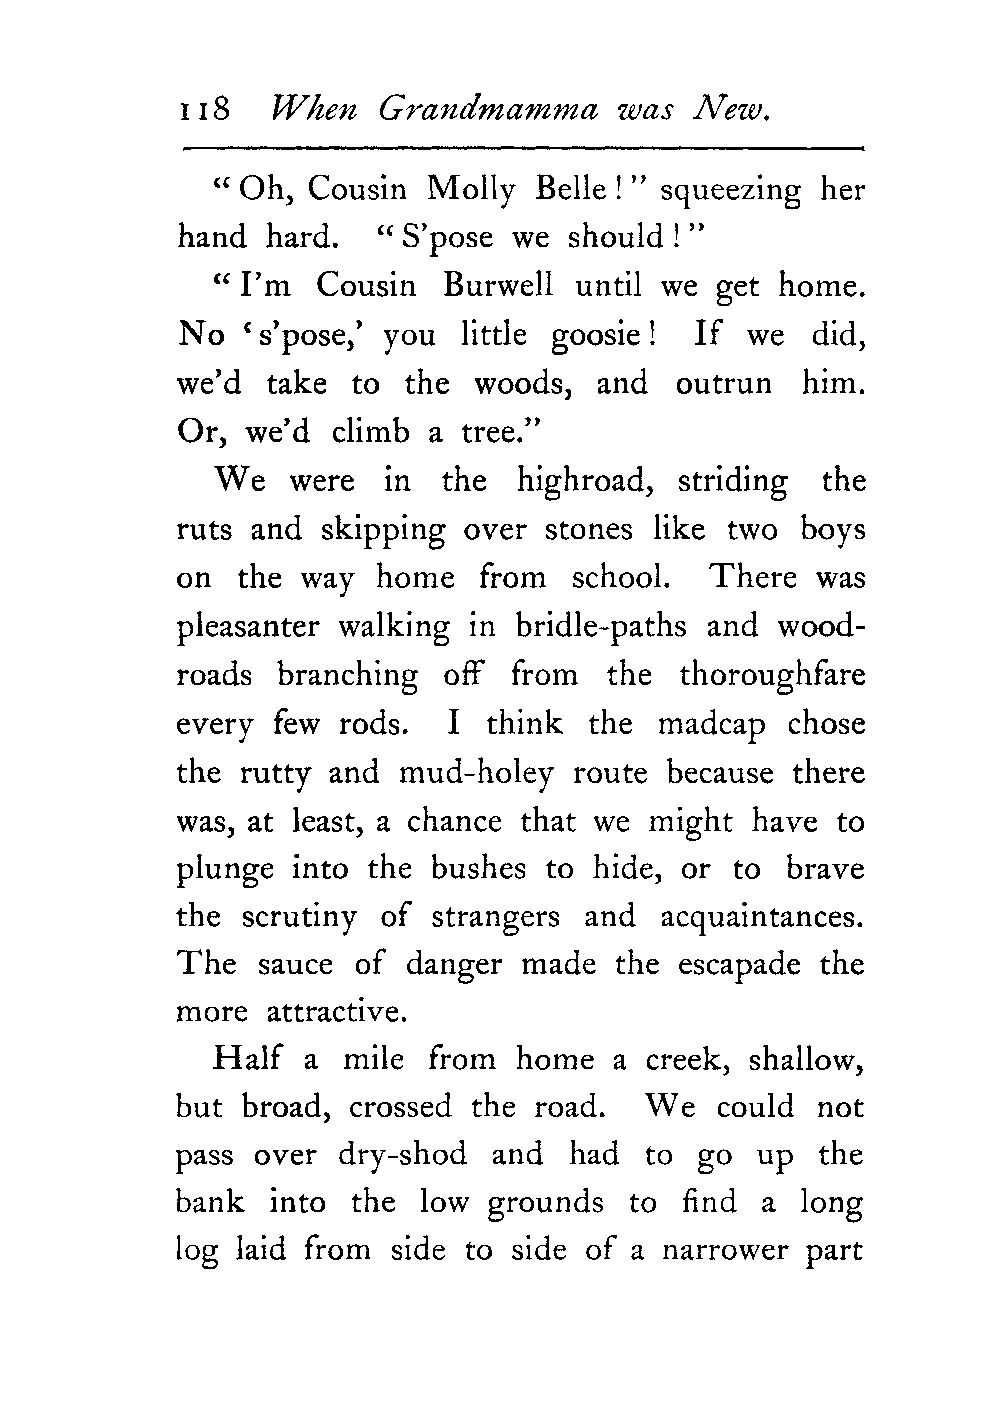 118 When Grandmamma was New.
“Oh, Cousin Molly Belle!” squeezing her
hand hard. “S’pose we should!”
“I’m Cousin Burwell until we get home.
No ‘s’pose,’ you little goosie! If we did,
we’d take to the woods, and outrun him.
Or, we’d climb a tree.”
We were in the highroad, striding the
ruts and skipping over stones like two boys
on the way home from school. There was
pleasanter walking in bridle-paths and wood-
roads branching off from the thoroughfare
every few rods. I think the madcap chose
the rutty and mud-holey route because there
was, at least, a chance that we might have to
plunge into the bushes to hide, or to brave
the scrutiny of strangers and acquaintances.
The sauce of danger made the escapade the
more attractive.
Half a mile from home a creek, shallow,
but broad, crossed the road. We could not
pass over dry-shod and had to go up the
bank into the low grounds to find a long
log laid from side to side of a narrower part